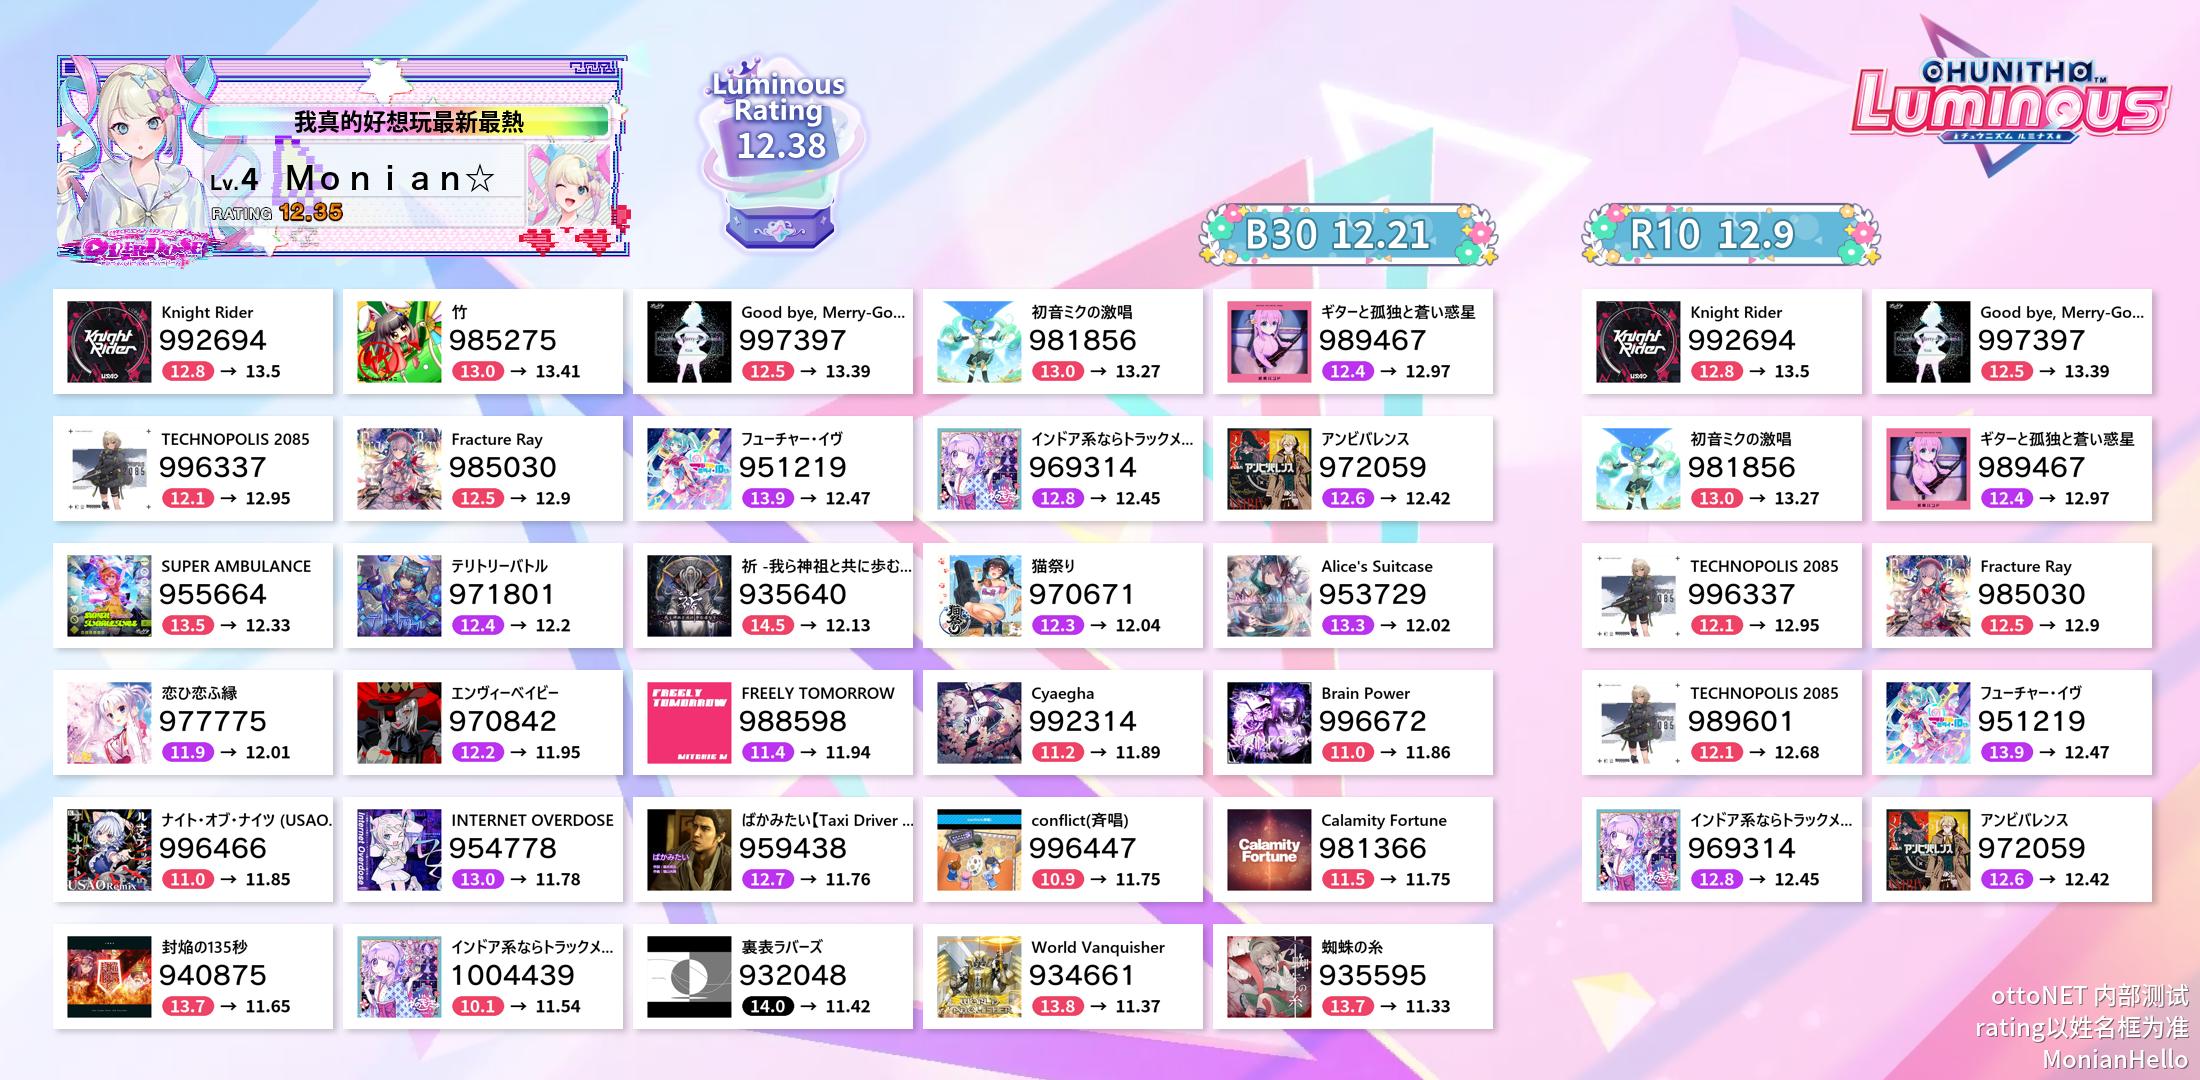 我真的好想玩最新最熱
Lv.4 Monian☆
RATING 12.35
OVERDOSE
Luminous
Rating
12.38
CHUNITHM TM
LUMINOUS
チュウニズム ルミナス
B30 12.21
R10 12.9
Knight Rider
992694
12.8 → 13.5
竹
985275
13.0 → 13.41
Good bye, Merry-Go...
997397
12.5 → 13.39
初音ミクの激唱
981856
13.0 → 13.27
ギターと孤独と蒼い惑星
989467
12.4 → 12.97
TECHNOPOLIS 2085
996337
12.1 → 12.95
Fracture Ray
985030
12.5 → 12.9
フューチャー・イヴ
951219
13.9 → 12.47
インドア系ならトラックメ...
969314
12.8 → 12.45
アンビバレンス
972059
12.6 → 12.42
SUPER AMBULANCE
955664
13.5 → 12.33
テリトリーバトル
971801
12.4 → 12.2
祈 -我ら神祖と共に歩む...
935640
14.5 → 12.13
猫祭り
970671
12.3 → 12.04
Alice's Suitcase
953729
13.3 → 12.02
恋ひ恋ふ縁
977775
11.9 → 12.01
エンヴィーベイビー
970842
12.2 → 11.95
FREELY TOMORROW
988598
11.4 → 11.94
Cyaegha
992314
11.2 → 11.89
Brain Power
996672
11.0 → 11.86
ナイト・オブ・ナイツ (USAO.
996466
11.0 → 11.85
INTERNET OVERDOSE
954778
13.0 → 11.78
ばかみたい【Taxi Driver ...
959438
12.7 → 11.76
conflict(斉唱)
996447
10.9 → 11.75
Calamity Fortune
981366
11.5 → 11.75
封焔の135秒
940875
13.7 → 11.65
インドア系ならトラックメ...
1004439
10.1 → 11.54
裏表ラバーズ
932048
14.0 → 11.42
World Vanquisher
934661
13.8 → 11.37
蜘蛛の糸
935595
13.7 → 11.33
Knight Rider
992694
12.8 → 13.5
Good bye, Merry-Go...
997397
12.5 → 13.39
初音ミクの激唱
981856
13.0 → 13.27
ギターと孤独と蒼い惑星
989467
12.4 → 12.97
TECHNOPOLIS 2085
996337
12.1 → 12.95
Fracture Ray
985030
12.5 → 12.9
TECHNOPOLIS 2085
989601
12.1 → 12.68
フューチャー・イヴ
951219
13.9 → 12.47
インドア系ならトラックメ...
969314
12.8 → 12.45
アンビバレンス
972059
12.6 → 12.42
ottoNET 内部测试
rating以姓名框为准
MonianHello